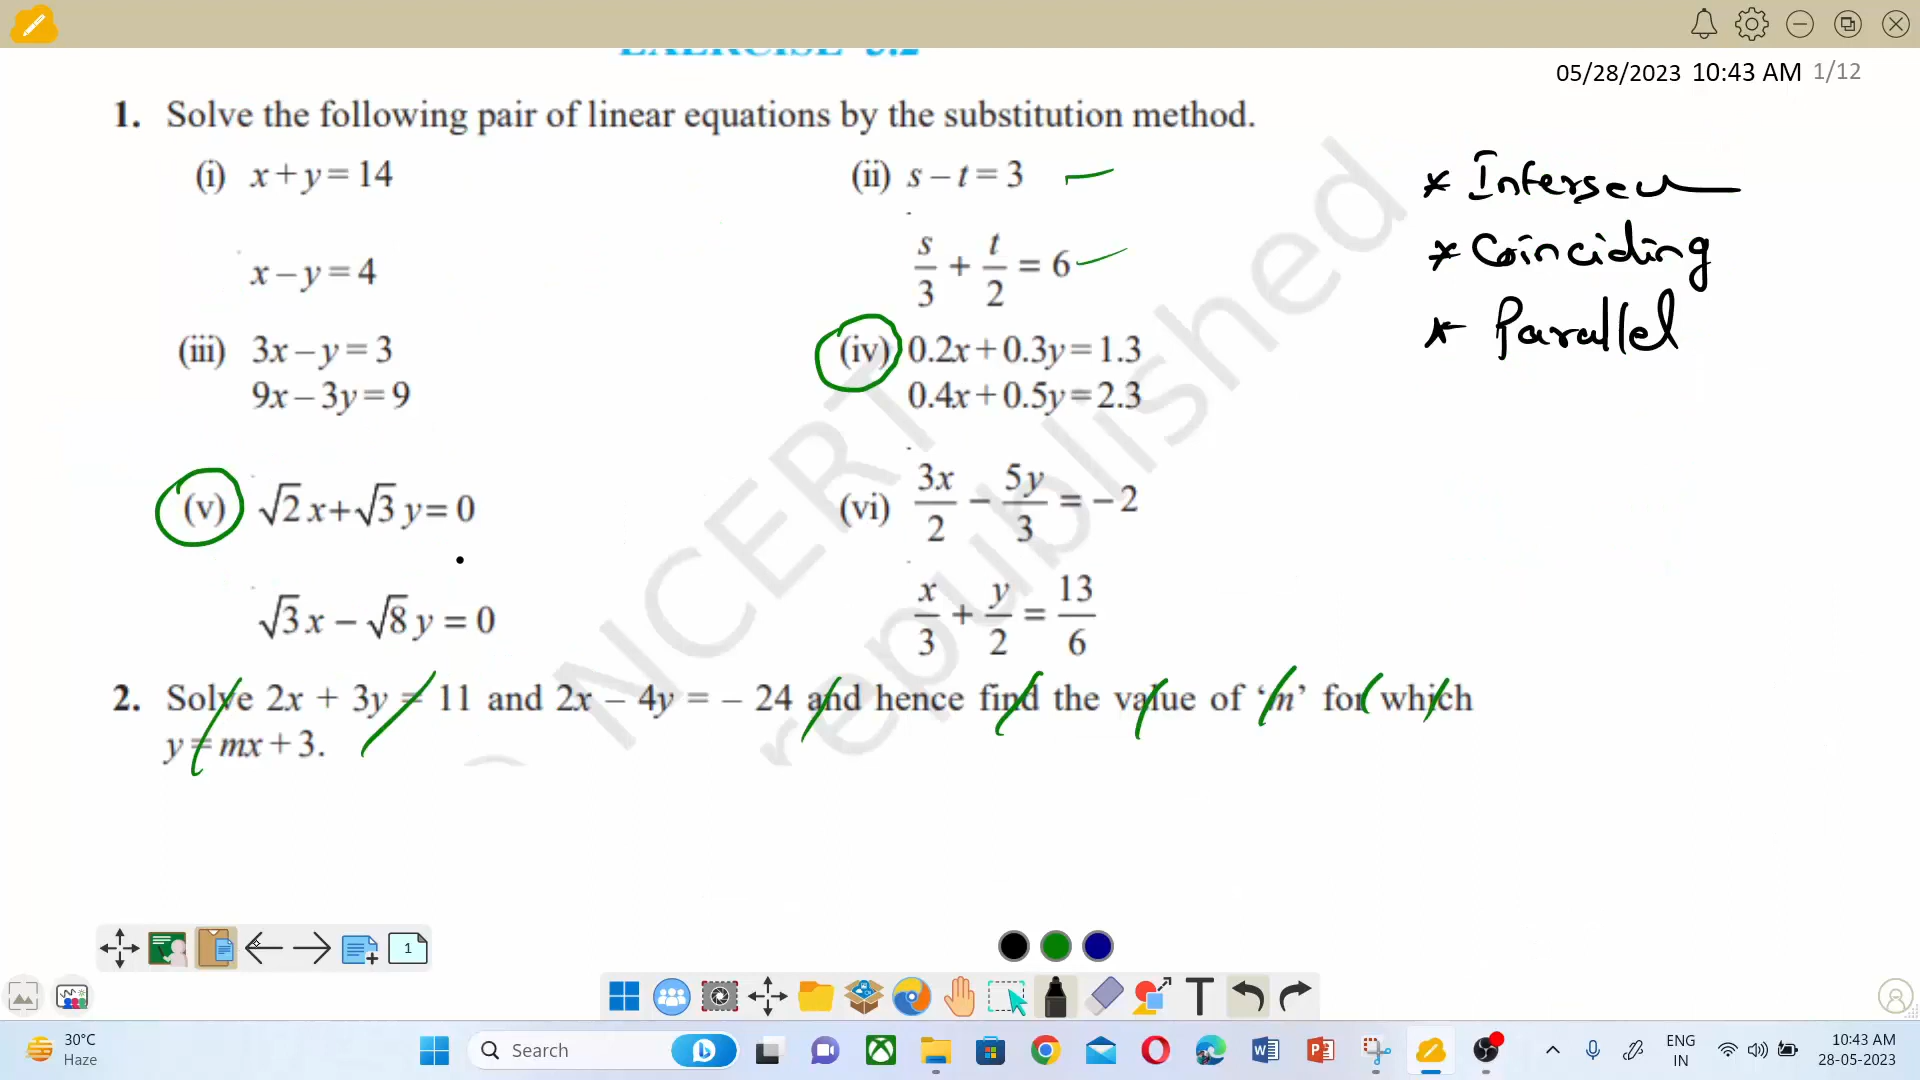 05/28/2023 10:43 AM 1/12
1. Solve the following pair of linear equations by the substitution method.
(i) x + y = 14
(ii) s – t = 3
x – y = 4
s/3 + t/2 = 6
(iii) 3x – y = 3
(iv) 0.2x + 0.3y = 1.3
9x – 3y = 9
0.4x + 0.5y = 2.3
(v) √2 x + √3 y = 0
(vi) 3x/2 – 5y/3 = – 2
√3 x – √8 y = 0
x/3 + y/2 = 13/6
2. Solve 2x + 3y = 11 and 2x – 4y = – 24 and hence find the value of ‘m’ for which
y = mx + 3.
* Coinciding
* Parallel
NCERT
republished
1
T
30°C
Haze
Search
ENG
IN
10:43 AM
28-05-2023